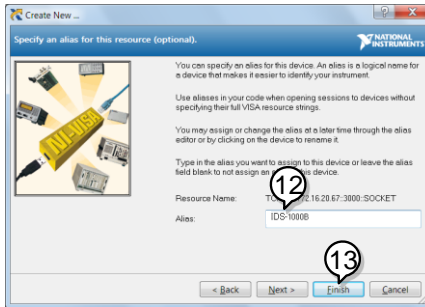 Create New ...
Specify an alias for this resource (optional).
NATIONAL
INSTRUMENTS
You can specify an alias for this device. An alias is a logical name for
a device that makes it easier to identify your instrument.
Use aliases in your code when opening sessions to devices without
specifying their full VISA resource strings.
You may assign or change the alias at a later time through the alias
editor or by clicking on the device to rename it.
Type in the alias you want to assign to this device or leave the alias
field blank to not assign an this device.
NI-VISA
12
Resource Name: 2.16.20.67::3000::SOCKET
Alias: IDS-1000B
13
< Back Next > Finish Cancel